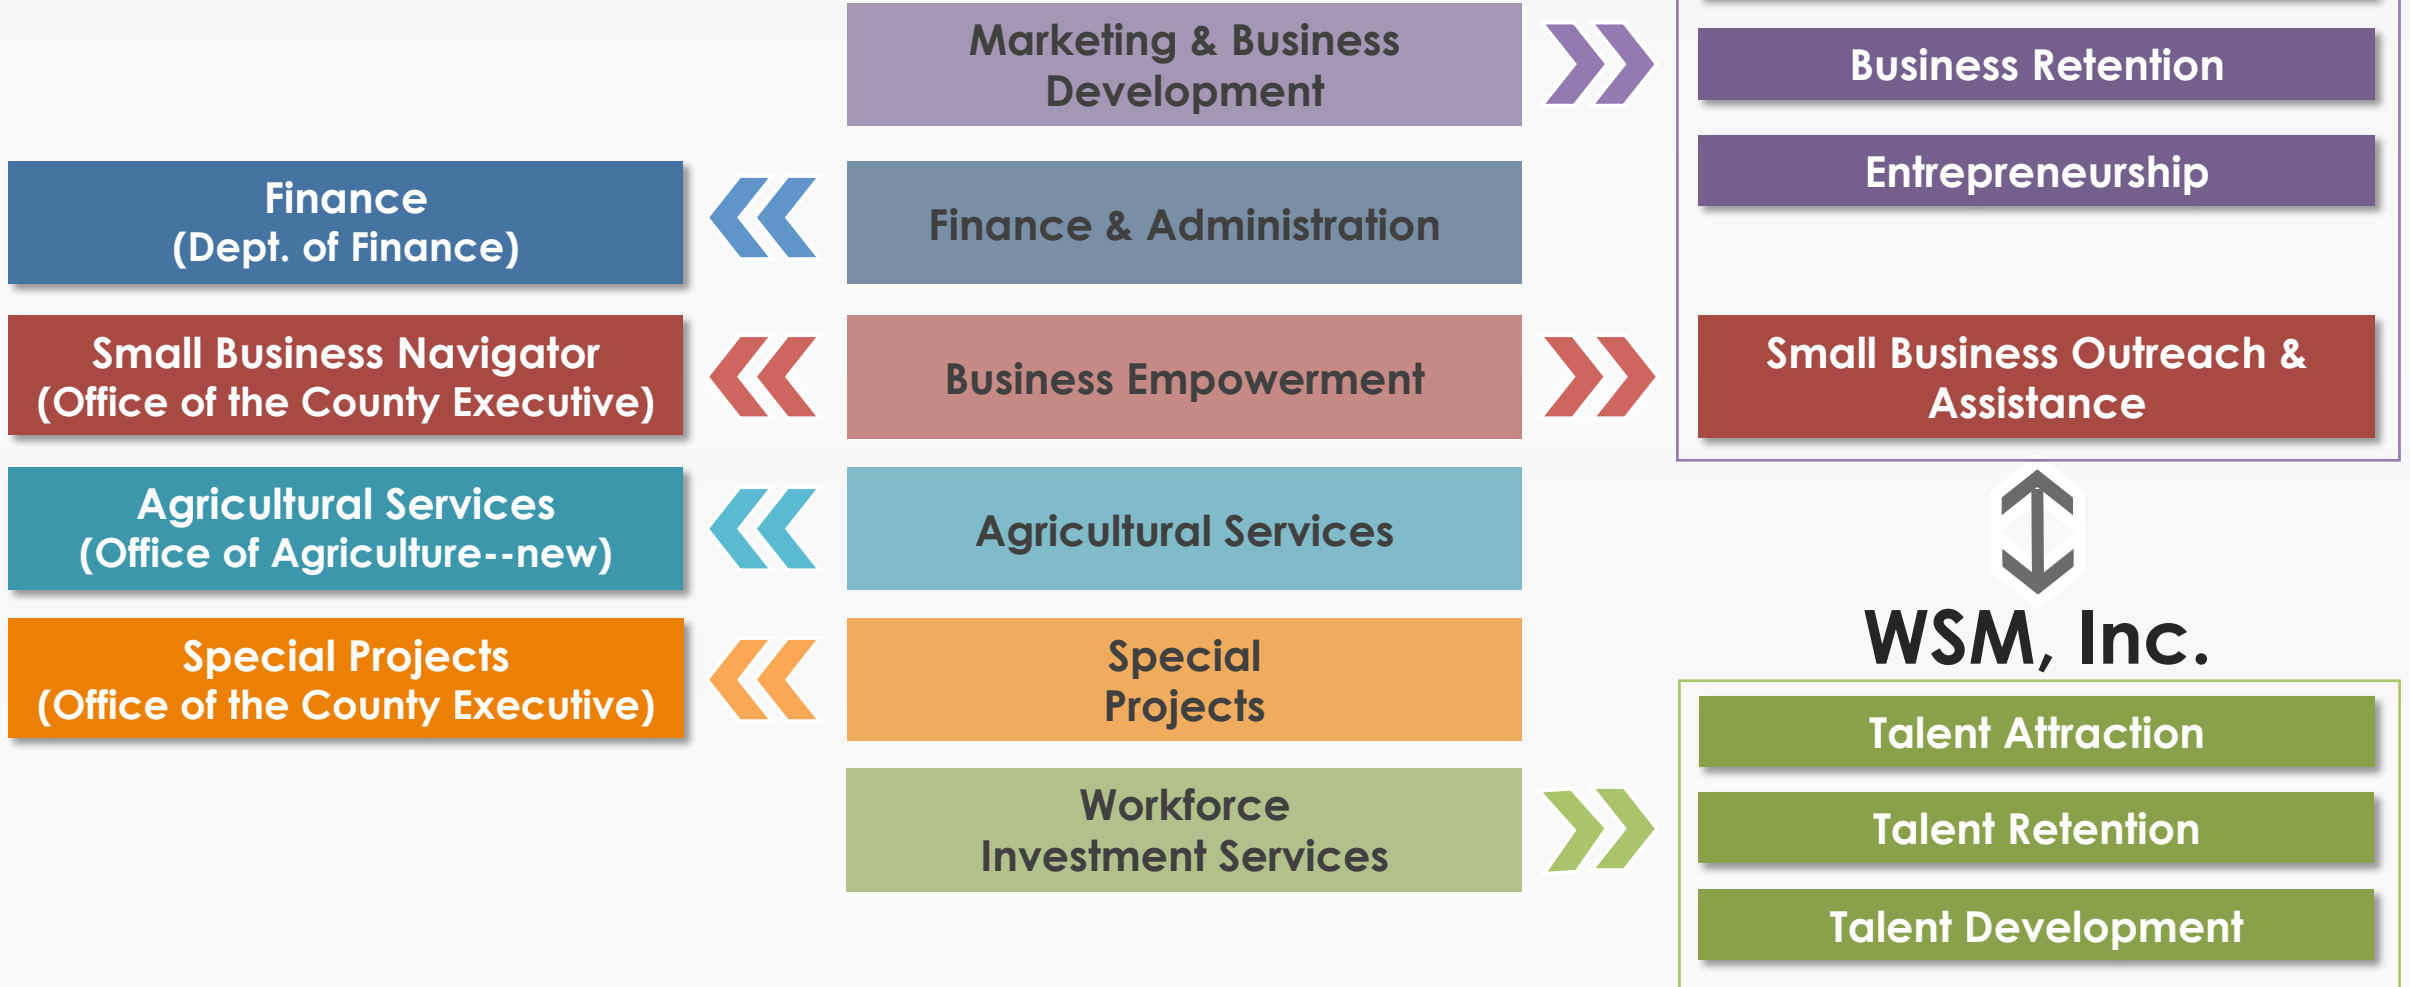 Marketing & Business
Development
Business Retention
Entrepreneurship
Finance
(Dept. of Finance)
Finance & Administration
Small Business Navigator
(Office of the County Executive)
Business Empowerment
Small Business Outreach &
Assistance
Agricultural Services
(Office of Agriculture--new)
Agricultural Services
WSM, Inc.
Special Projects
(Office of the County Executive)
Special
Projects
Talent Attraction
Workforce
Investment Services
Talent Retention
Talent Development